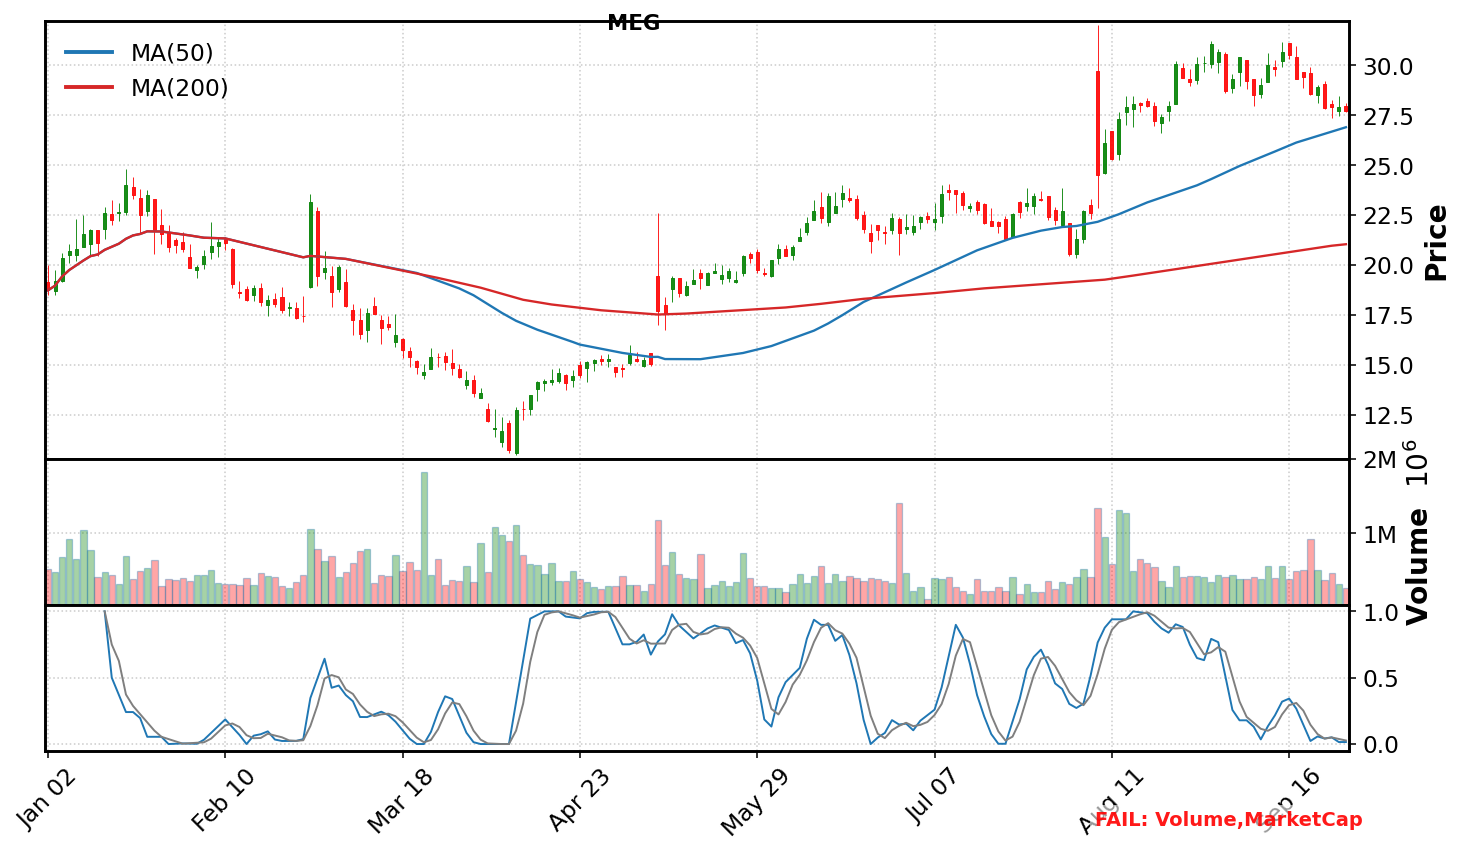 MEG
MA(50)
MA(200)
30.0
27.5
25.0
22.5
20.0
17.5
15.0
12.5
Price
2M
1M
Volume 10^6
1.0
0.5
0.0
Jan 02
Feb 10
Mar 18
Apr 23
May 29
Jul 07
Aug 11
Sep 16
FAIL: Volume,MarketCap